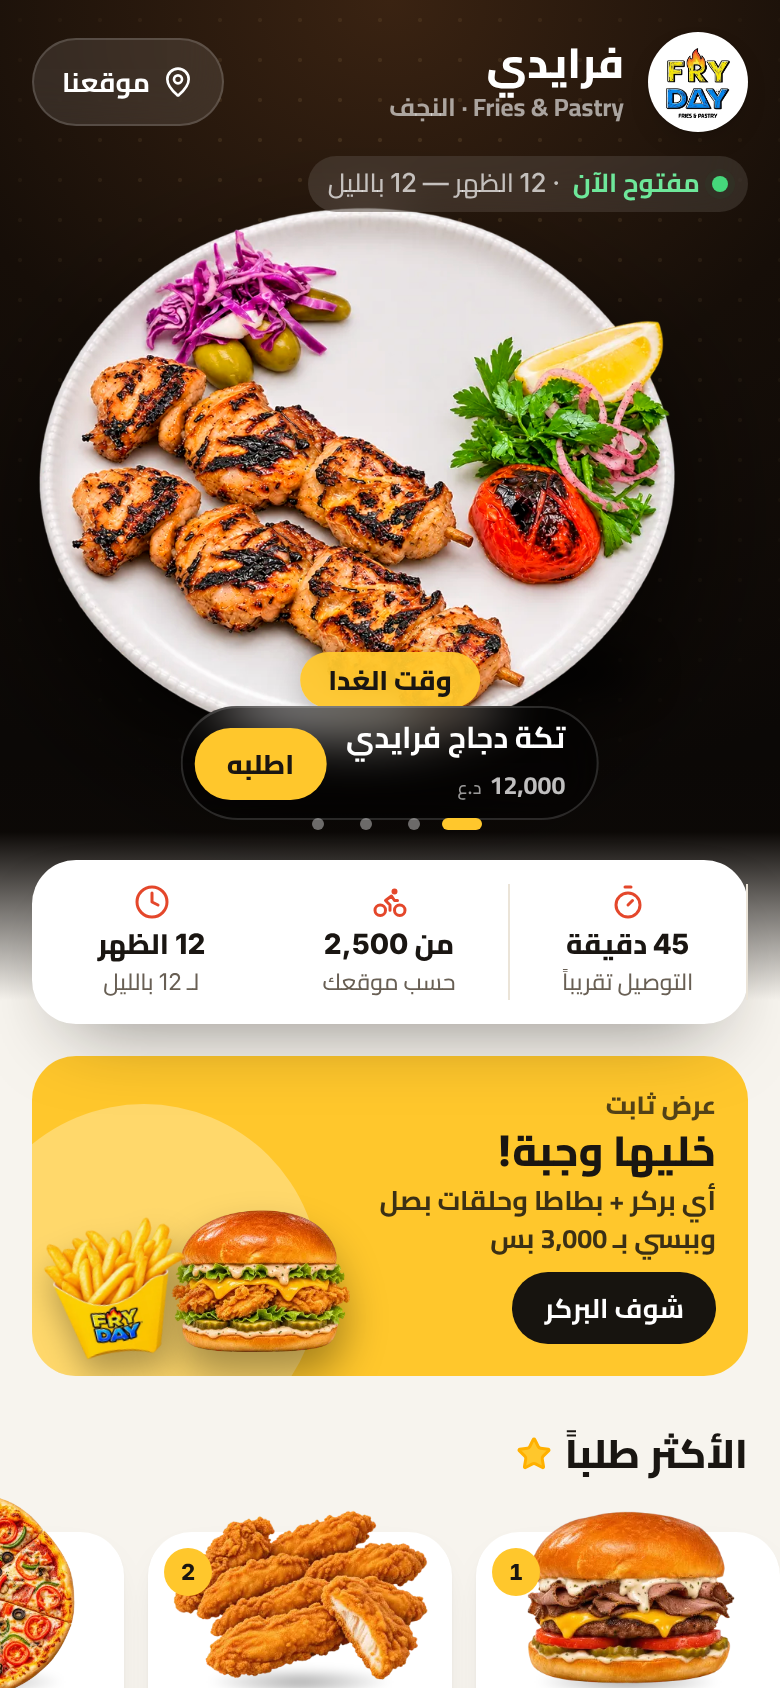 فرايدي
Fries & Pastry · النجف
موقعنا
FRY
DAY
FRIES & PASTRY
مفتوح الآن · 12 الظهر — 12 بالليل
وقت الغدا
تكة دجاج فرايدي
12,000 د.ع
اطلبه
45 دقيقة
التوصيل تقريباً
من 2,500
حسب موقعك
12 الظهر
لـ 12 بالليل
عرض ثابت
خليها وجبة!
أي بركر + بطاطا وحلقات بصل
وببسي بـ 3,000 بس
شوف البركر
FRY
DAY
الأكثر طلباً
1
2